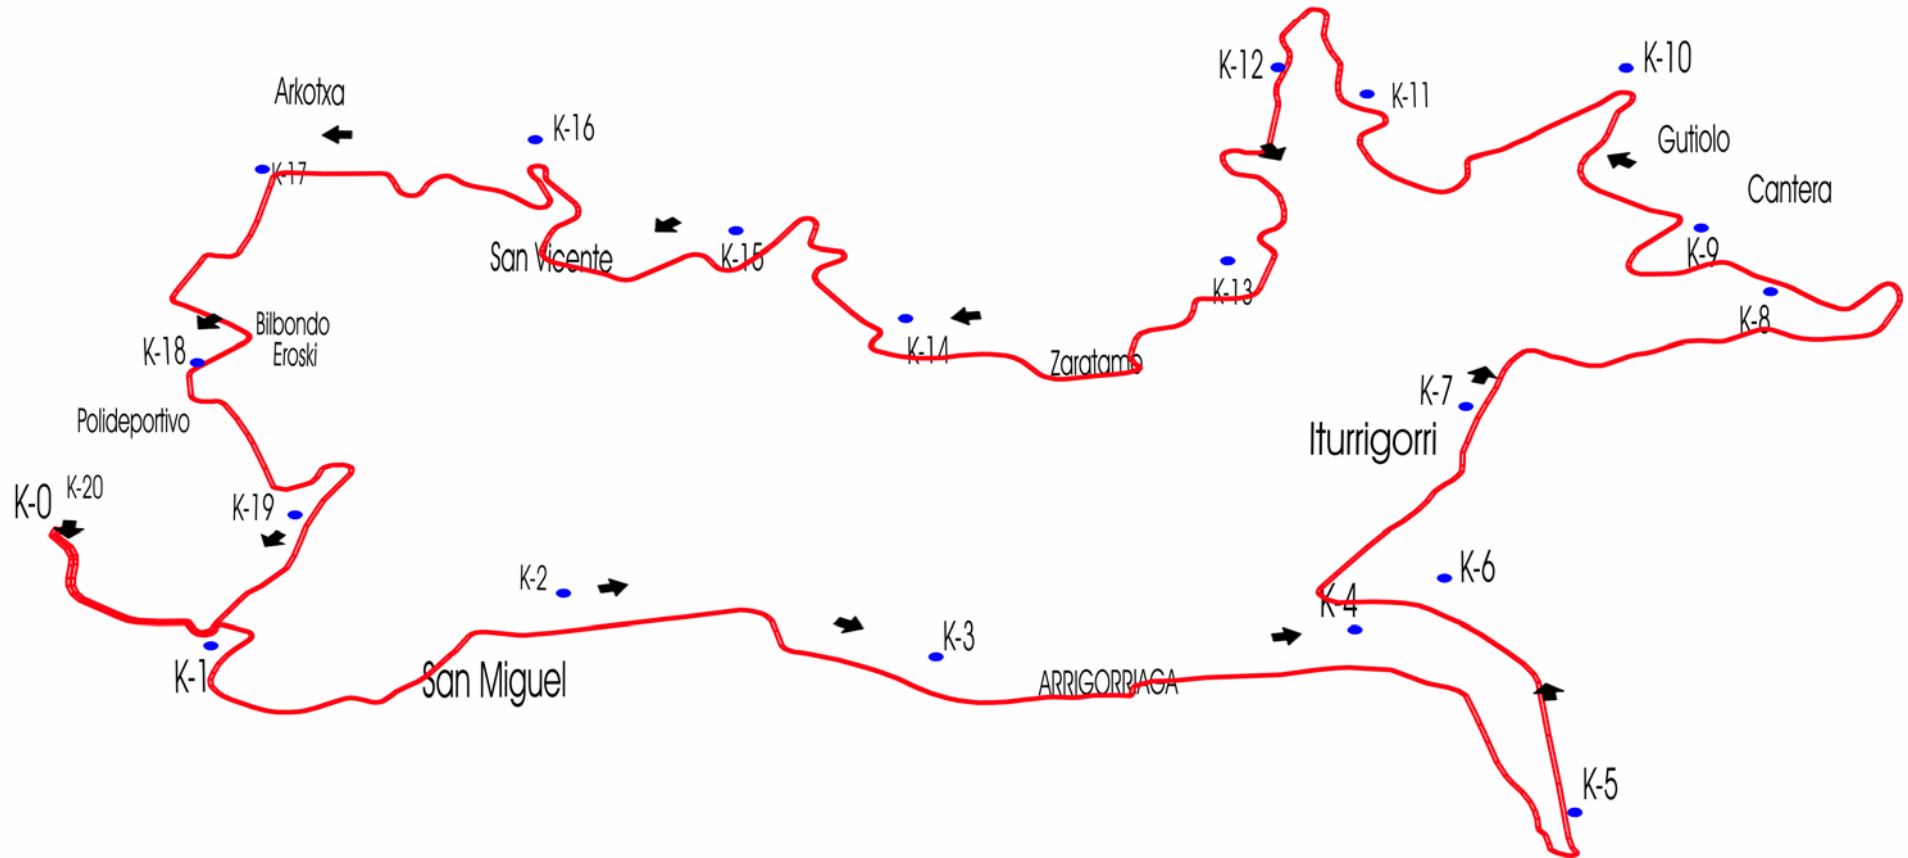 K-12
K-10
Arkotxa
K-11
K-16
Gutiolo
K-17
Cantera
San Vicente
K-15
K-9
K-13
Bilbondo
Eroski
K-8
K-18
K-14
Zaratamo
K-7
Polideportivo
Iturrigorri
K-0
K-20
K-19
K-2
K-6
K-4
K-3
K-1
San Miguel
ARRIGORRIAGA
K-5